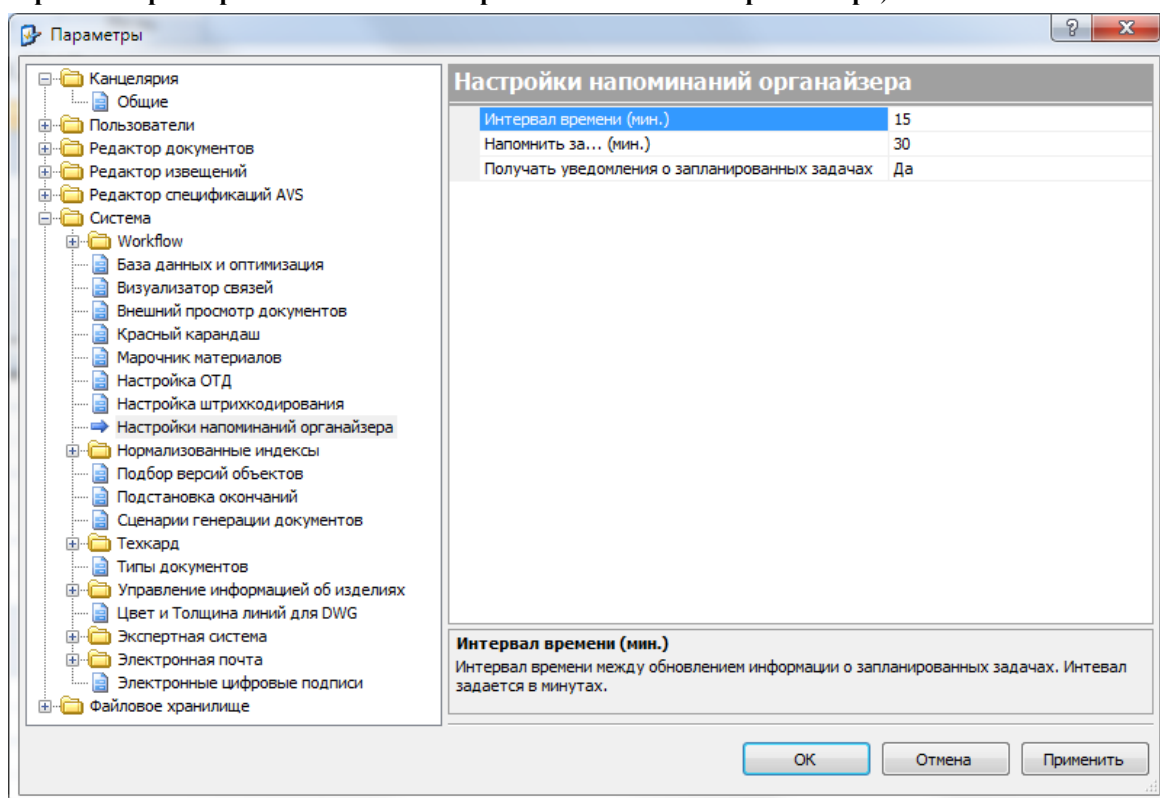 Параметры
Канцелярия
Общие
Пользователи
Редактор документов
Редактор извещений
Редактор спецификаций AVS
Система
Workflow
База данных и оптимизация
Визуализатор связей
Внешний просмотр документов
Красный карандаш
Марочник материалов
Настройка ОТД
Настройка штрихкодирования
Настройки напоминаний органайзера
Нормализованные индексы
Подбор версий объектов
Подстановка окончаний
Сценарии генерации документов
Техкард
Типы документов
Управление информацией об изделиях
Цвет и Толщина линий для DWG
Экспертная система
Электронная почта
Электронные цифровые подписи
Файловое хранилище
Настройки напоминаний органайзера
Интервал времени (мин.) 15
Напомнить за... (мин.) 30
Получать уведомления о запланированных задачах Да
Интервал времени (мин.)
Интервал времени между обновлением информации о запланированных задачах. Интевал
задается в минутах.
ОК Отмена Применить